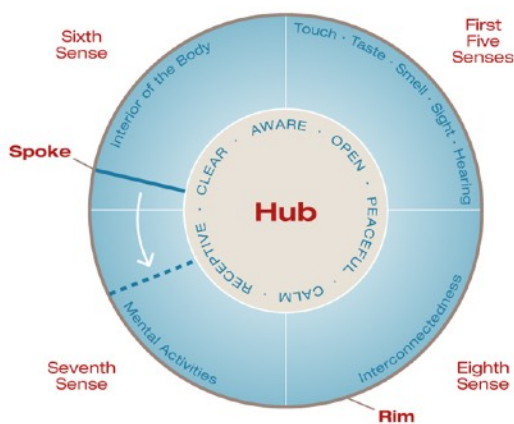 Sixth
Sense
First
Five
Senses
Interior of the Body
Touch · Taste · Smell · Sight · Hearing
Spoke
CLEAR · AWARE · OPEN · PEACEFUL · CALM · RECEPTIVE ·
Hub
Mental Activities
Interconnectedness
Seventh
Sense
Eighth
Sense
Rim